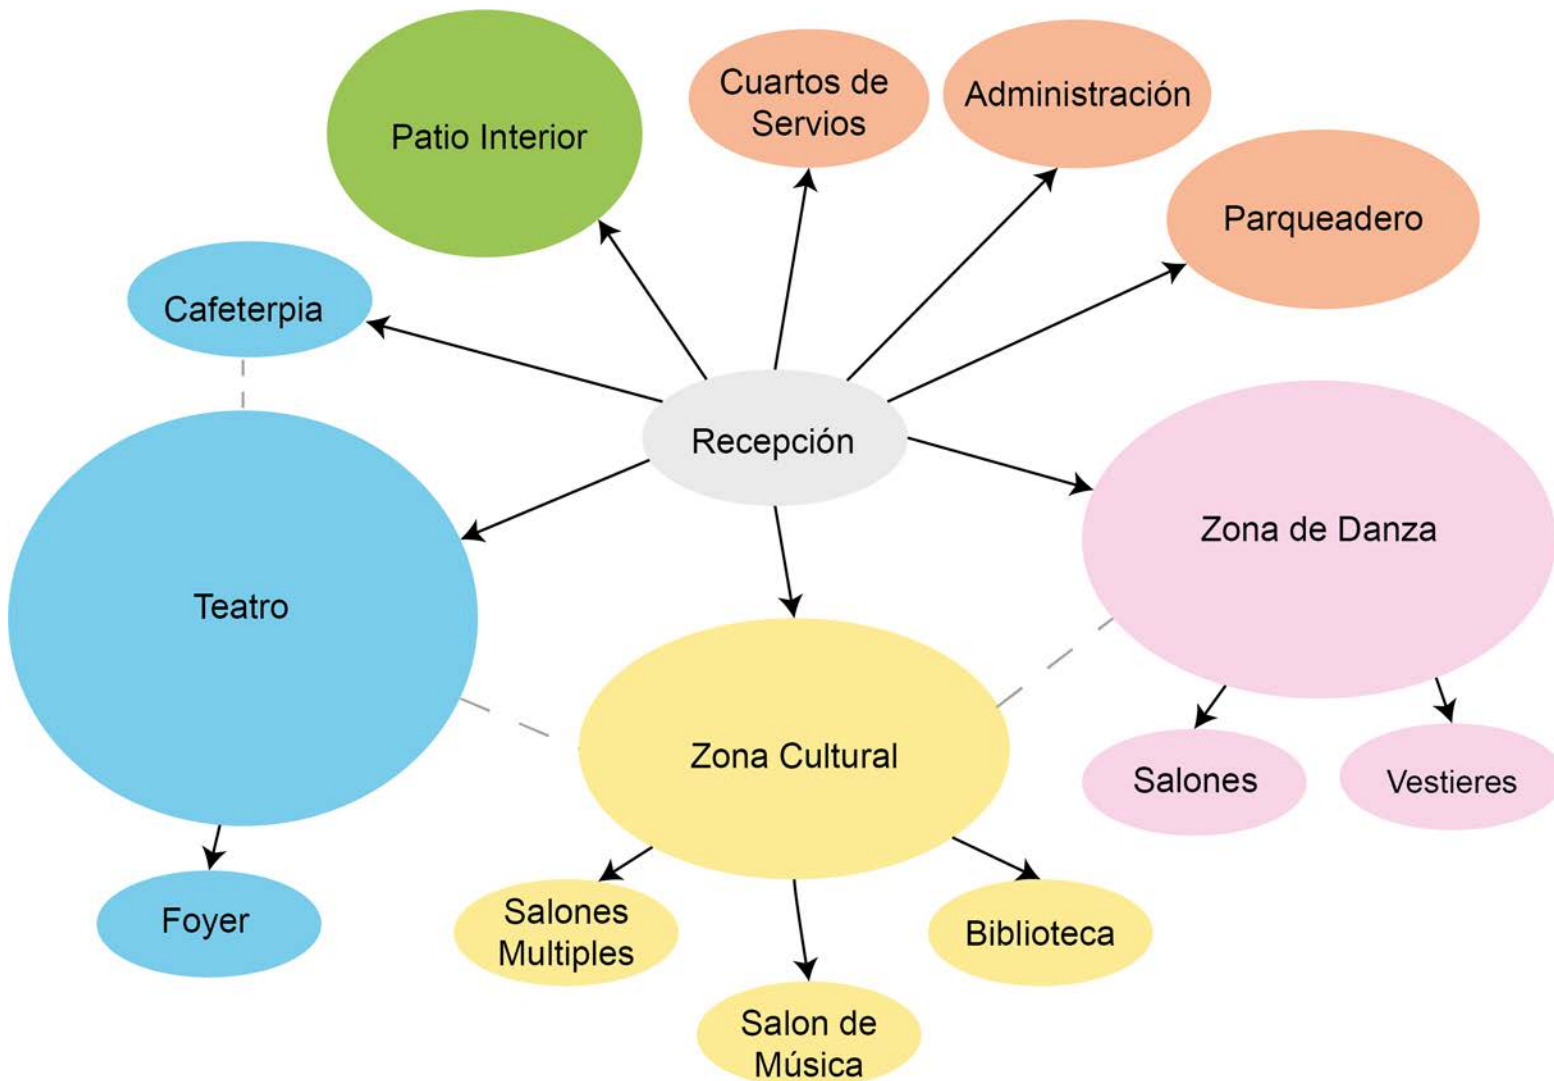 Patio Interior
Cuartos de
Servios
Administración
Parqueadero
Cafeterpia
Recepción
Teatro
Zona de Danza
Zona Cultural
Salones
Vestieres
Foyer
Salones
Multiples
Biblioteca
Salon de
Música